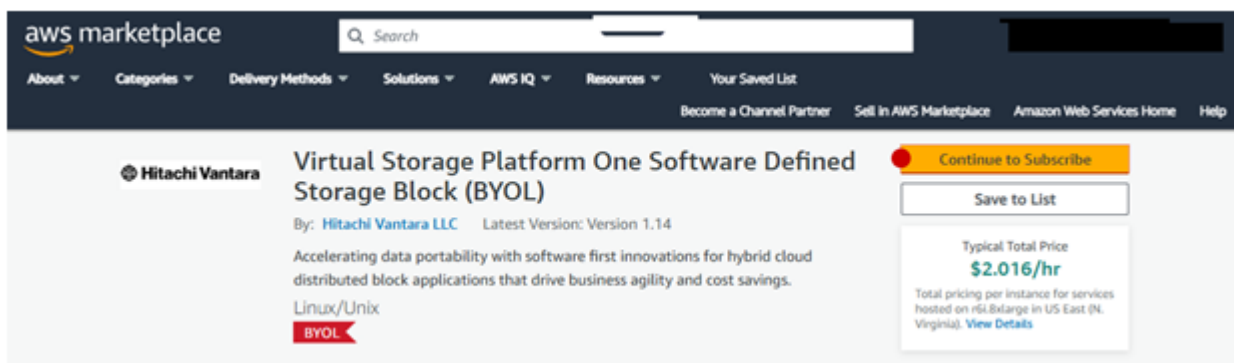 aws marketplace
Search
About
Categories
Delivery Methods
Solutions
AWS IQ
Resources
Your Saved List
Become a Channel Partner
Sell in AWS Marketplace
Amazon Web Services Home
Help
Hitachi Vantara
Virtual Storage Platform One Software Defined
Storage Block (BYOL)
By: Hitachi Vantara LLC Latest Version: Version 1.14
Accelerating data portability with software first innovations for hybrid cloud
distributed block applications that drive business agility and cost savings.
Linux/Unix
BYOL
Continue to Subscribe
Save to List
Typical Total Price
$2.016/hr
Total pricing per instance for services
hosted on r6i.8xlarge in US East (N.
Virginia). View Details